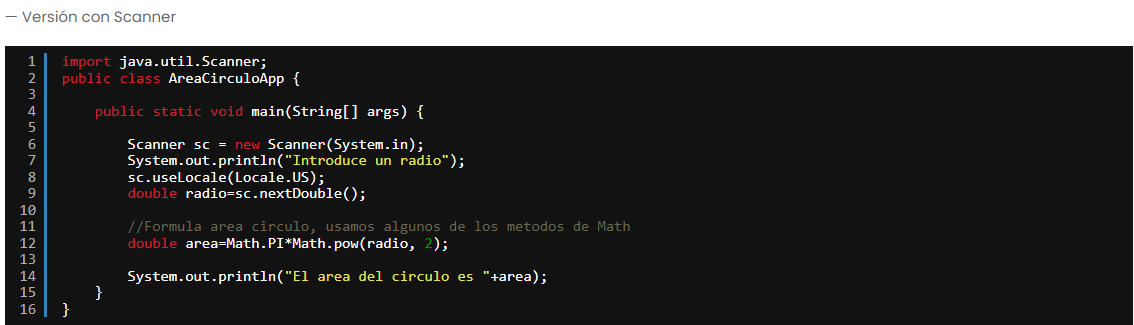 — Versión con Scanner
1 import java.util.Scanner;
2 public class AreaCirculoApp {
3
4     public static void main(String[] args) {
5
6         Scanner sc = new Scanner(System.in);
7         System.out.println("Introduce un radio");
8         sc.useLocale(Locale.US);
9         double radio=sc.nextDouble();
10
11         //Formula area circulo, usamos algunos de los metodos de Math
12         double area=Math.PI*Math.pow(radio, 2);
13
14         System.out.println("El area del circulo es "+area);
15     }
16 }